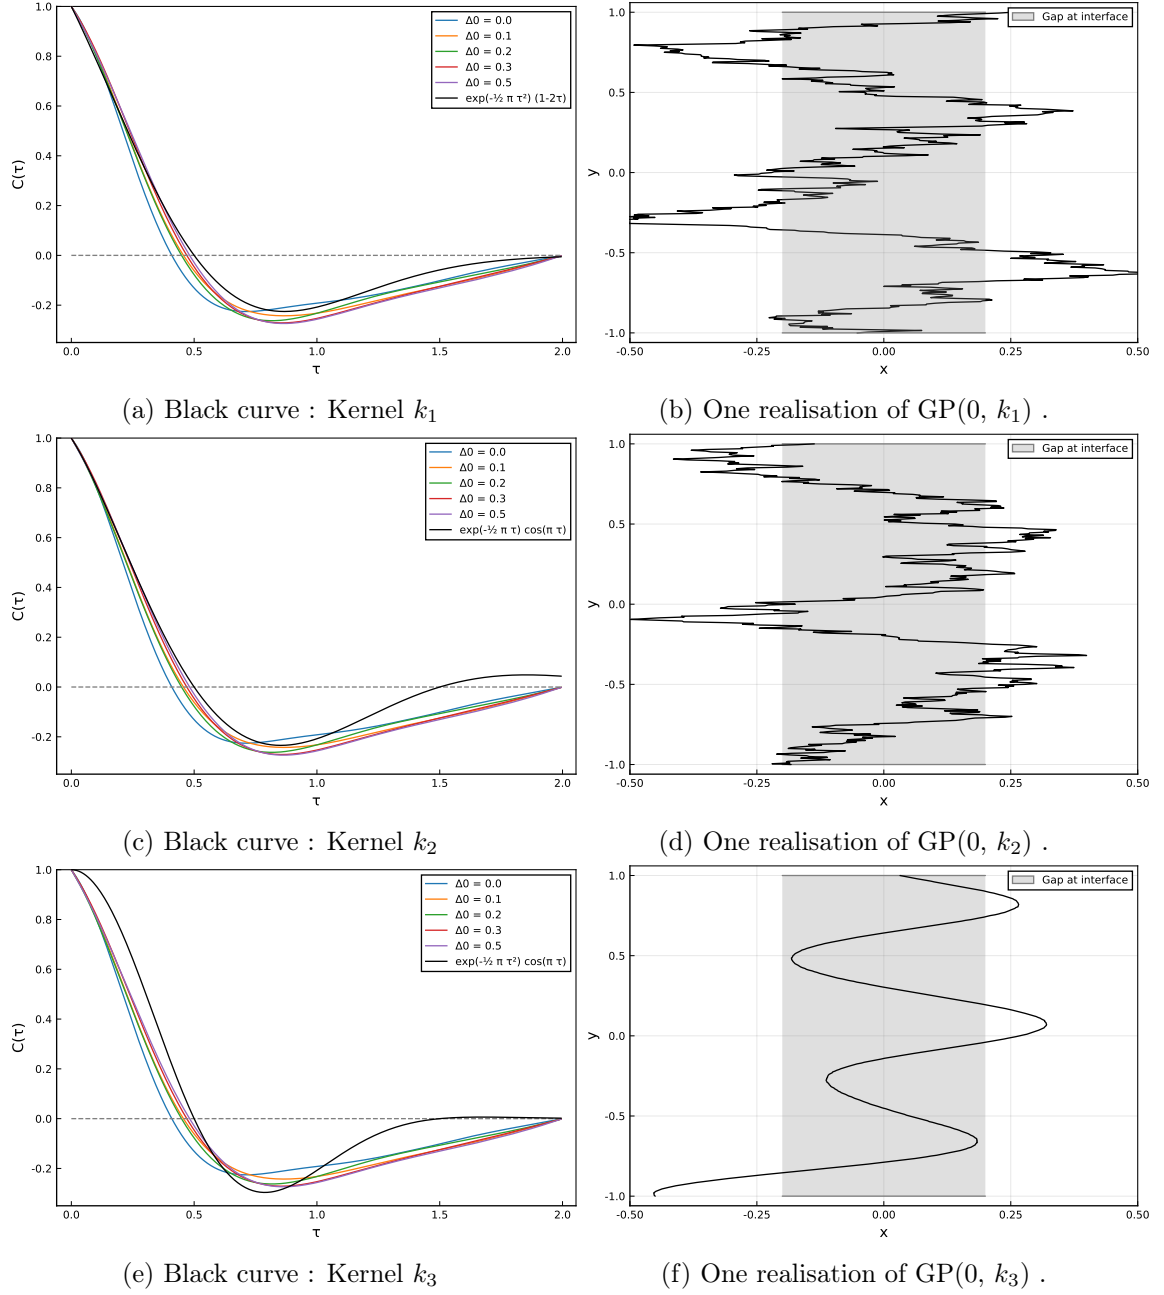 1.0
0.8
0.6
0.4
0.2
0.0
-0.2
C(τ)
0.0
0.5
1.0
1.5
2.0
τ
Δ0 = 0.0
Δ0 = 0.1
Δ0 = 0.2
Δ0 = 0.3
Δ0 = 0.5
exp(-½ π τ²) (1-2τ)
1.0
0.5
0.0
-0.5
-1.0
y
-0.50
-0.25
0.00
0.25
0.50
x
Gap at interface
(a) Black curve : Kernel k₁
(b) One realisation of GP(0, k₁) .
1.0
0.8
0.6
0.4
0.2
0.0
-0.2
C(τ)
0.0
0.5
1.0
1.5
2.0
τ
Δ0 = 0.0
Δ0 = 0.1
Δ0 = 0.2
Δ0 = 0.3
Δ0 = 0.5
exp(-½ π τ) cos(π τ)
1.0
0.5
0.0
-0.5
-1.0
y
-0.50
-0.25
0.00
0.25
0.50
x
Gap at interface
(c) Black curve : Kernel k₂
(d) One realisation of GP(0, k₂) .
1.0
0.8
0.6
0.4
0.2
0.0
-0.2
C(τ)
0.0
0.5
1.0
1.5
2.0
τ
Δ0 = 0.0
Δ0 = 0.1
Δ0 = 0.2
Δ0 = 0.3
Δ0 = 0.5
exp(-½ π τ²) cos(π τ)
1.0
0.5
0.0
-0.5
-1.0
y
-0.50
-0.25
0.00
0.25
0.50
x
Gap at interface
(e) Black curve : Kernel k₃
(f) One realisation of GP(0, k₃) .